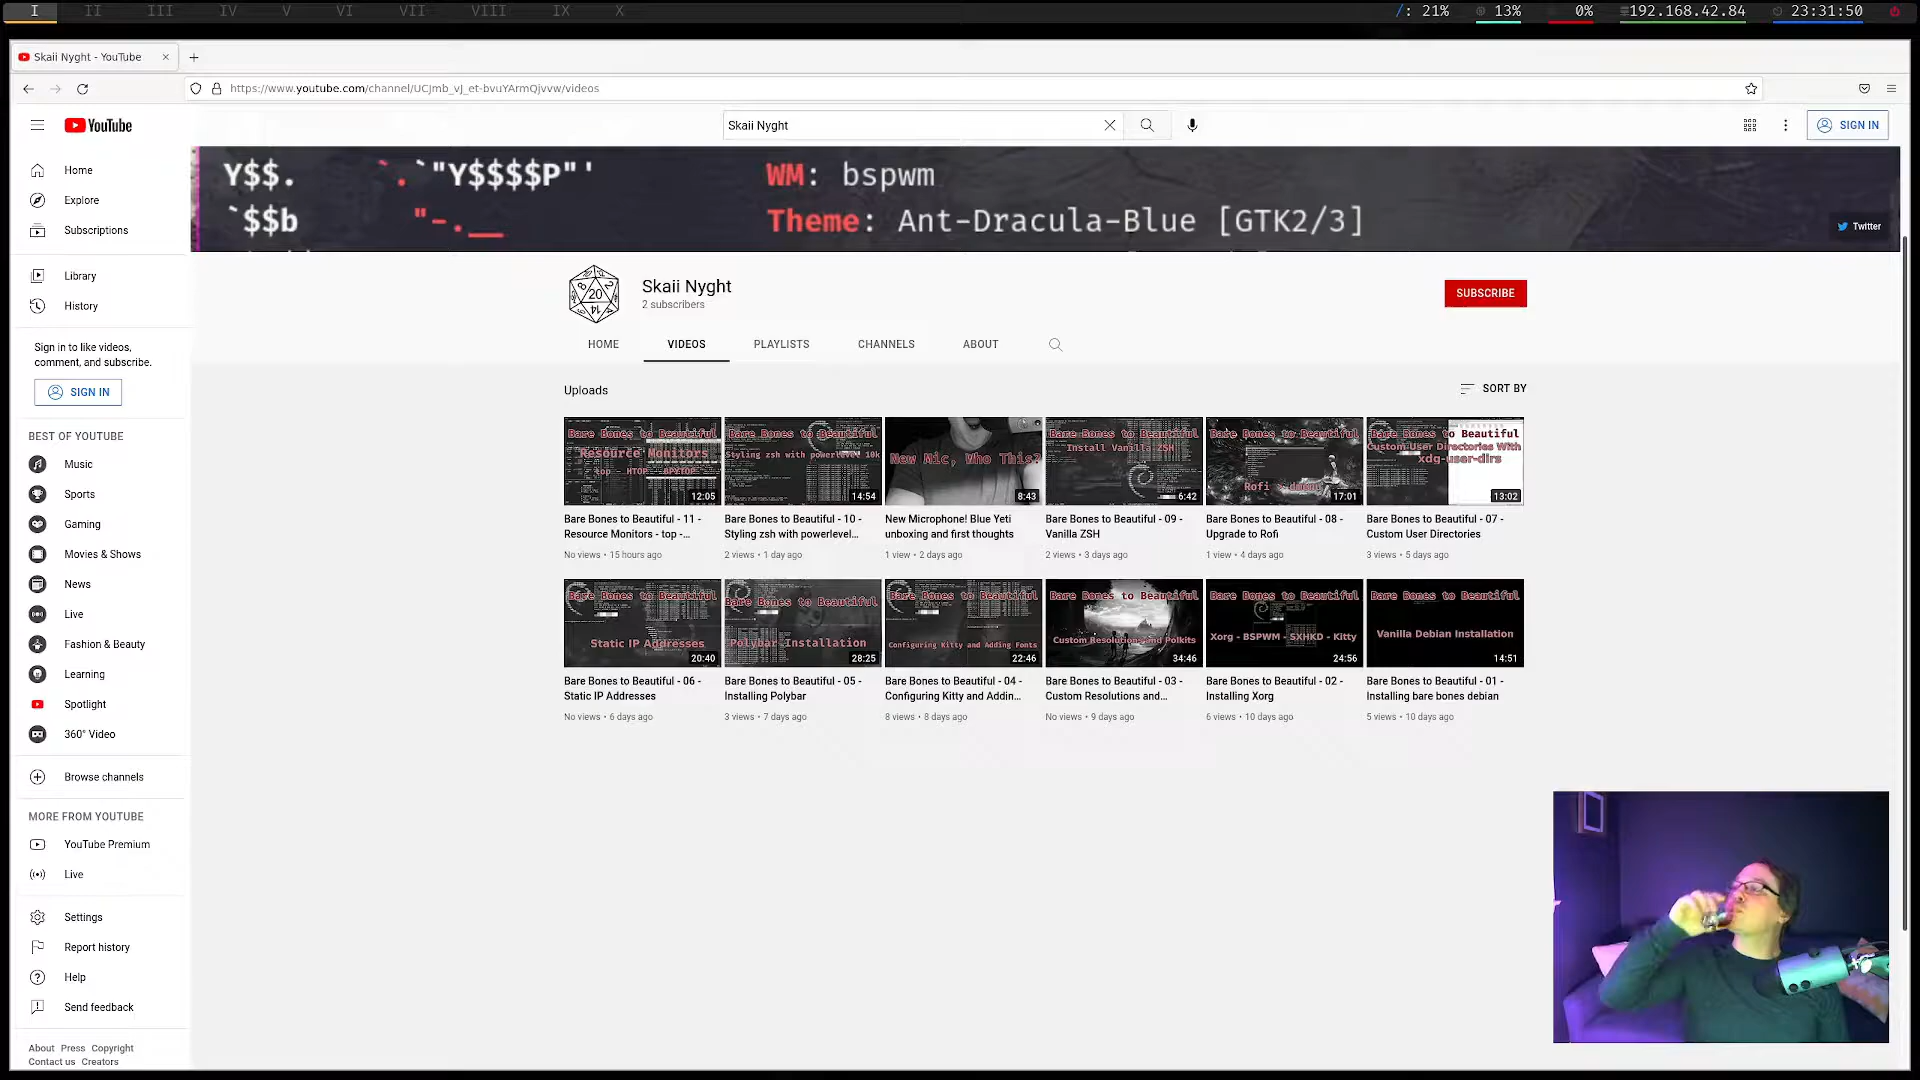 I II III IV V VI VII VIII IX X
/: 21% 13% 0% 192.168.42.84 23:31:50
Skaii Nyght - YouTube
https://www.youtube.com/channel/UCJmb_vJ_et-bvuYArmQjvvw/videos
YouTube
Skaii Nyght
SIGN IN
Home
Explore
Subscriptions
Library
History
Sign in to like videos,
comment, and subscribe.
SIGN IN
BEST OF YOUTUBE
Music
Sports
Gaming
Movies & Shows
News
Live
Fashion & Beauty
Learning
Spotlight
360° Video
Browse channels
MORE FROM YOUTUBE
YouTube Premium
Live
Settings
Report history
Help
Send feedback
About Press Copyright
Contact us Creators
Y$$. `.`"Y$$$$P"' WM: bspwm
`$$b "-.__ Theme: Ant-Dracula-Blue [GTK2/3]
Twitter
Skaii Nyght
2 subscribers
SUBSCRIBE
HOME VIDEOS PLAYLISTS CHANNELS ABOUT
Uploads
SORT BY
Bare Bones to Beautiful
Resource Monitors
top - HTOP - BPYTOP
12:05
Bare Bones to Beautiful - 11 -
Resource Monitors - top -...
No views • 15 hours ago
Bare Bones to Beautiful
Styling zsh with powerlevel 10k
14:54
Bare Bones to Beautiful - 10 -
Styling zsh with powerlevel...
2 views • 1 day ago
New Mic, Who This?
8:43
New Microphone! Blue Yeti
unboxing and first thoughts
1 view • 2 days ago
Bare Bones to Beautiful
Install Vanilla ZSH
6:42
Bare Bones to Beautiful - 09 -
Vanilla ZSH
2 views • 3 days ago
Bare Bones to Beautiful
Rofi > dmenu
17:01
Bare Bones to Beautiful - 08 -
Upgrade to Rofi
1 view • 4 days ago
Bare Bones to Beautiful
Custom User Directories With
xdg-user-dirs
13:02
Bare Bones to Beautiful - 07 -
Custom User Directories
3 views • 5 days ago
Bare Bones to Beautiful
Static IP Addresses
20:40
Bare Bones to Beautiful - 06 -
Static IP Addresses
No views • 6 days ago
Bare Bones to Beautiful
Polybar Installation
28:25
Bare Bones to Beautiful - 05 -
Installing Polybar
3 views • 7 days ago
Bare Bones to Beautiful
Configuring Kitty and Adding Fonts
22:46
Bare Bones to Beautiful - 04 -
Configuring Kitty and Addin...
8 views • 8 days ago
Bare Bones to Beautiful
Custom Resolutions and Polkits
34:46
Bare Bones to Beautiful - 03 -
Custom Resolutions and...
No views • 9 days ago
Bare Bones to Beautiful
Xorg - BSPWM - SXHKD - Kitty
24:56
Bare Bones to Beautiful - 02 -
Installing Xorg
6 views • 10 days ago
Bare Bones to Beautiful
Vanilla Debian Installation
14:51
Bare Bones to Beautiful - 01 -
Installing bare bones debian
5 views • 10 days ago